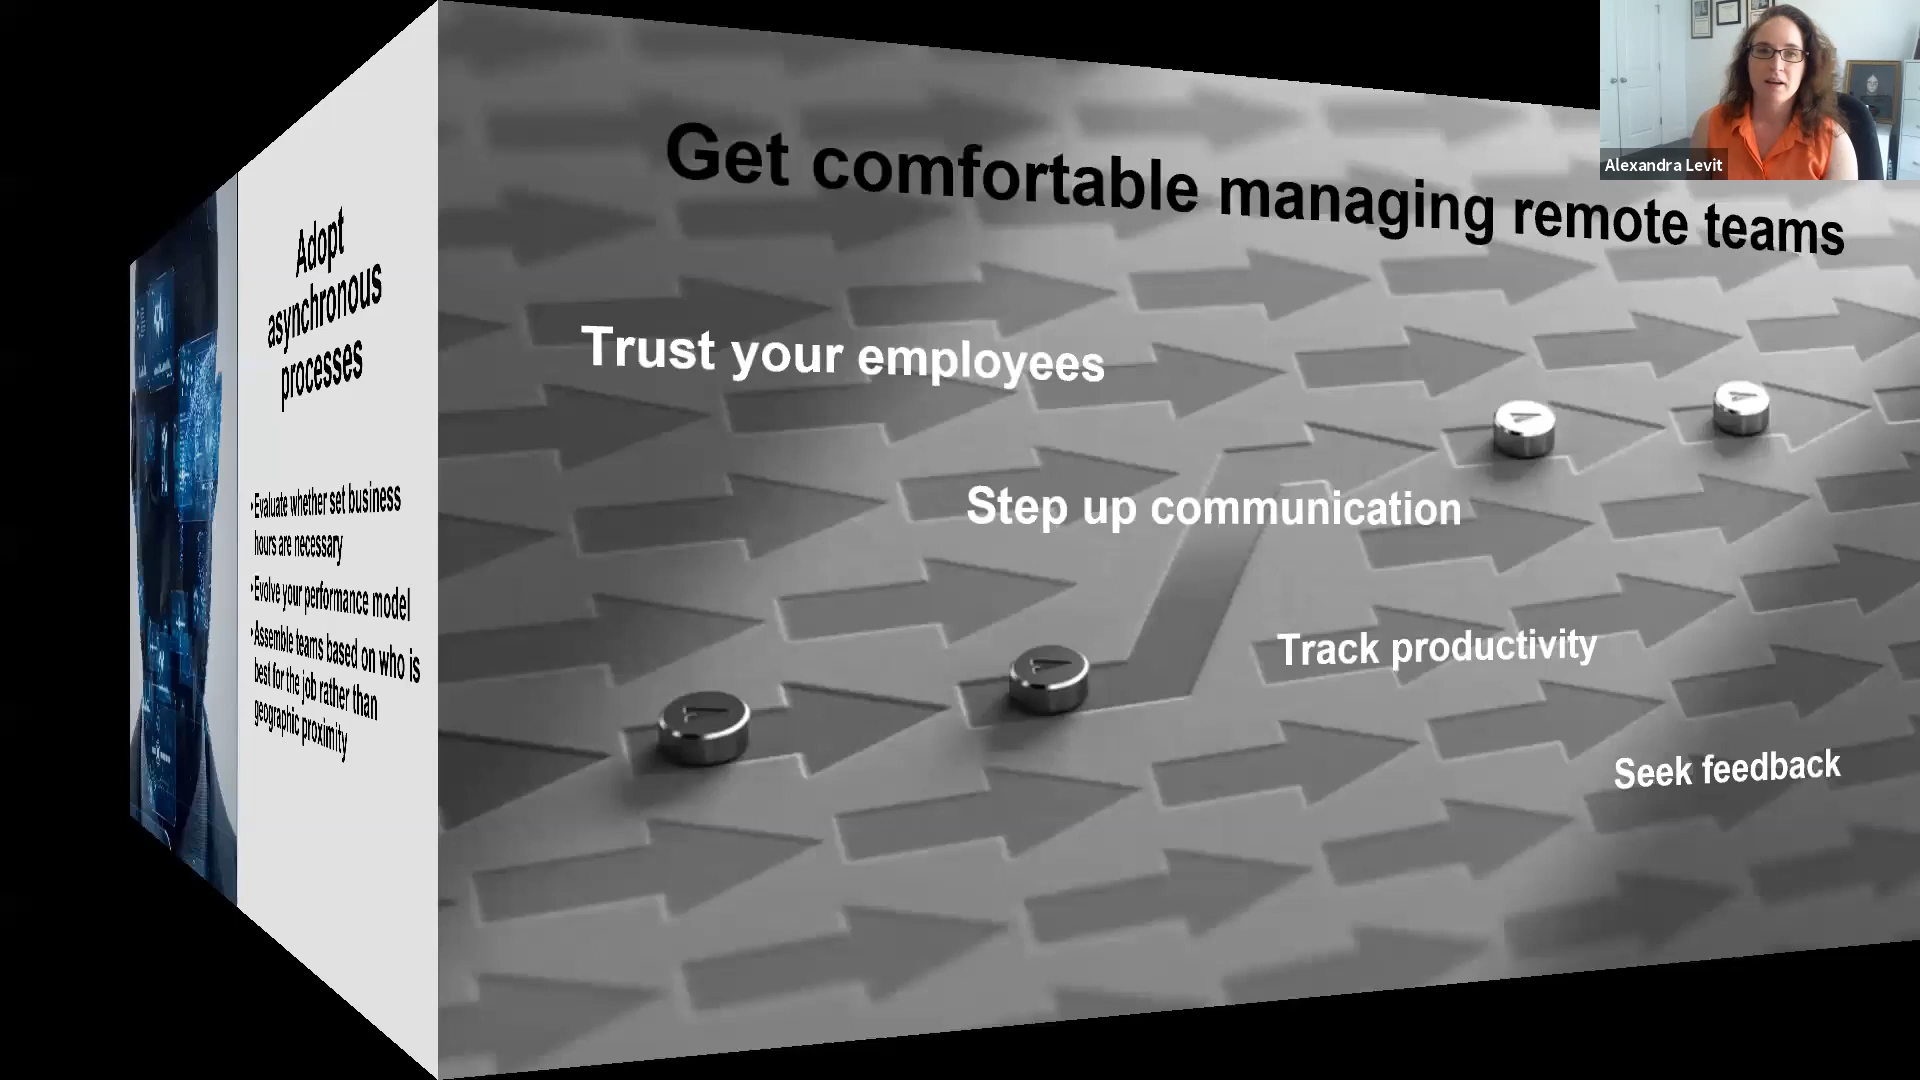 Adopt
asynchronous
processes
·Evaluate whether set business
hours are necessary
·Evolve your performance model
·Assemble teams based on who is
best for the job rather than
geographic proximity
Get comfortable managing remote teams
Trust your employees
Step up communication
Track productivity
Seek feedback
Alexandra Levit